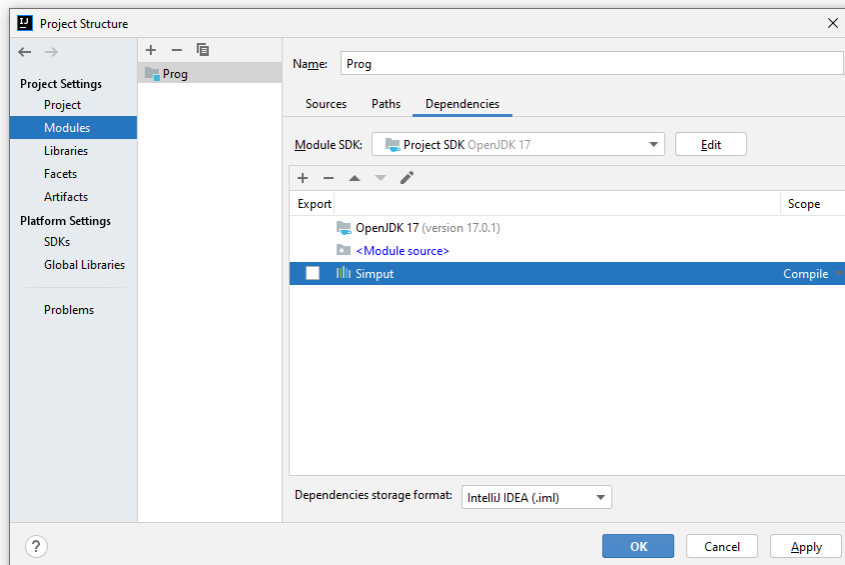 Project Structure
Project Settings
Project
Modules
Libraries
Facets
Artifacts
Platform Settings
SDKs
Global Libraries
Problems
Prog
Name: Prog
Sources Paths Dependencies
Module SDK: Project SDK OpenJDK 17 Edit
Export Scope
OpenJDK 17 (version 17.0.1)
<Module source>
Simput Compile
Dependencies storage format: IntelliJ IDEA (.iml)
? OK Cancel Apply